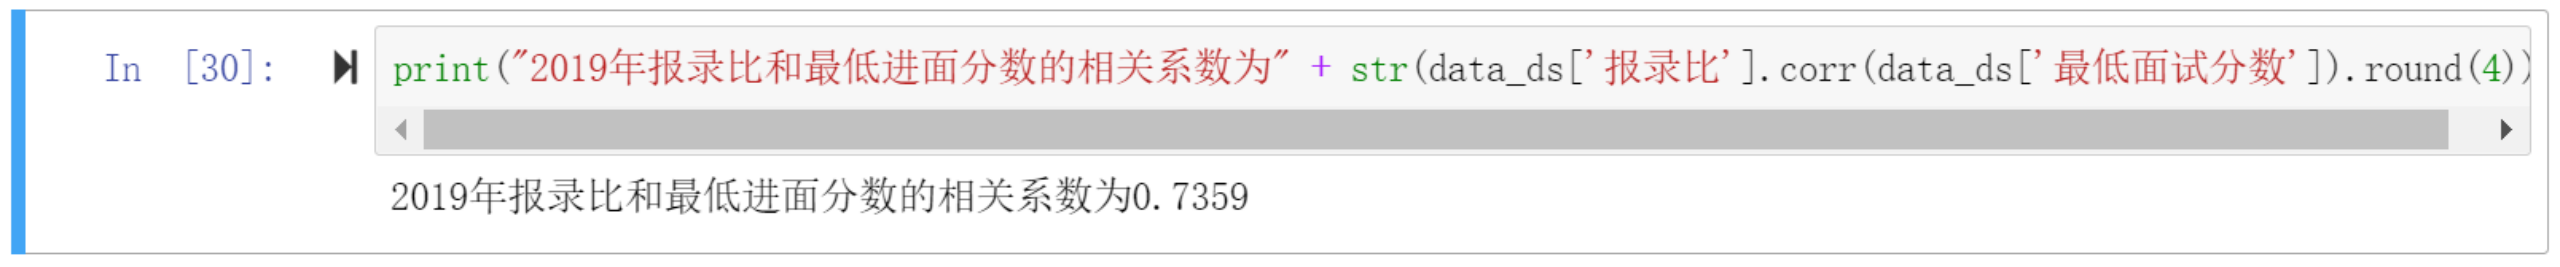 In [30]: print("2019年报录比和最低进面分数的相关系数为" + str(data_ds['报录比'].corr(data_ds['最低面试分数']).round(4))
2019年报录比和最低进面分数的相关系数为0.7359